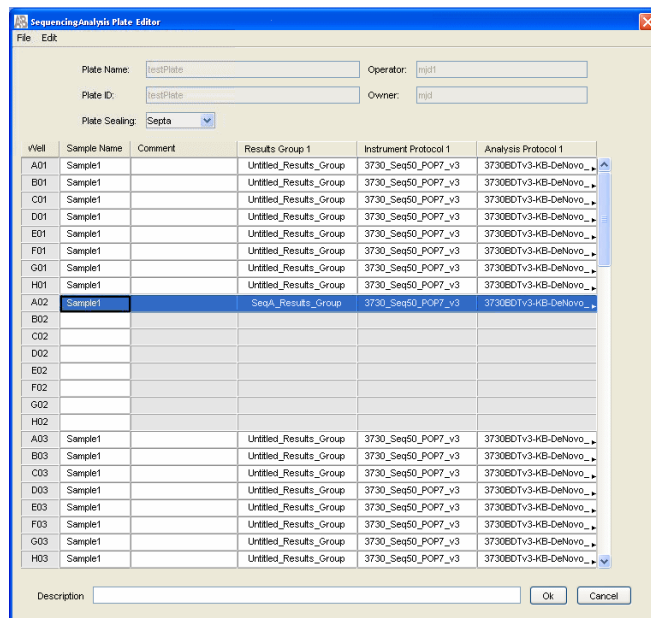 SequencingAnalysis Plate Editor
File Edit
Plate Name: testPlate Operator: mjd1
Plate ID: testPlate Owner: mjd
Plate Sealing: Septa
Well Sample Name Comment Results Group 1 Instrument Protocol 1 Analysis Protocol 1
A01 Sample1 Untitled_Results_Group 3730_Seq50_POP7_v3 3730BDTv3-KB-DeNovo_
B01 Sample1 Untitled_Results_Group 3730_Seq50_POP7_v3 3730BDTv3-KB-DeNovo_
C01 Sample1 Untitled_Results_Group 3730_Seq50_POP7_v3 3730BDTv3-KB-DeNovo_
D01 Sample1 Untitled_Results_Group 3730_Seq50_POP7_v3 3730BDTv3-KB-DeNovo_
E01 Sample1 Untitled_Results_Group 3730_Seq50_POP7_v3 3730BDTv3-KB-DeNovo_
F01 Sample1 Untitled_Results_Group 3730_Seq50_POP7_v3 3730BDTv3-KB-DeNovo_
G01 Sample1 Untitled_Results_Group 3730_Seq50_POP7_v3 3730BDTv3-KB-DeNovo_
H01 Sample1 Untitled_Results_Group 3730_Seq50_POP7_v3 3730BDTv3-KB-DeNovo_
A02 Sample1 SeqA_Results_Group 3730_Seq50_POP7_v3 3730BDTv3-KB-DeNovo_
B02
C02
D02
E02
F02
G02
H02
A03 Sample1 Untitled_Results_Group 3730_Seq50_POP7_v3 3730BDTv3-KB-DeNovo_
B03 Sample1 Untitled_Results_Group 3730_Seq50_POP7_v3 3730BDTv3-KB-DeNovo_
C03 Sample1 Untitled_Results_Group 3730_Seq50_POP7_v3 3730BDTv3-KB-DeNovo_
D03 Sample1 Untitled_Results_Group 3730_Seq50_POP7_v3 3730BDTv3-KB-DeNovo_
E03 Sample1 Untitled_Results_Group 3730_Seq50_POP7_v3 3730BDTv3-KB-DeNovo_
F03 Sample1 Untitled_Results_Group 3730_Seq50_POP7_v3 3730BDTv3-KB-DeNovo_
G03 Sample1 Untitled_Results_Group 3730_Seq50_POP7_v3 3730BDTv3-KB-DeNovo_
H03 Sample1 Untitled_Results_Group 3730_Seq50_POP7_v3 3730BDTv3-KB-DeNovo_
Description Ok Cancel